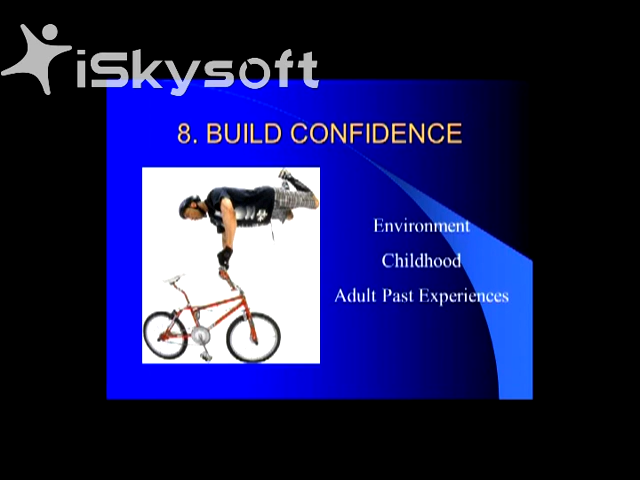 iSkysoft
8. BUILD CONFIDENCE
Environment
Childhood
Adult Past Experiences